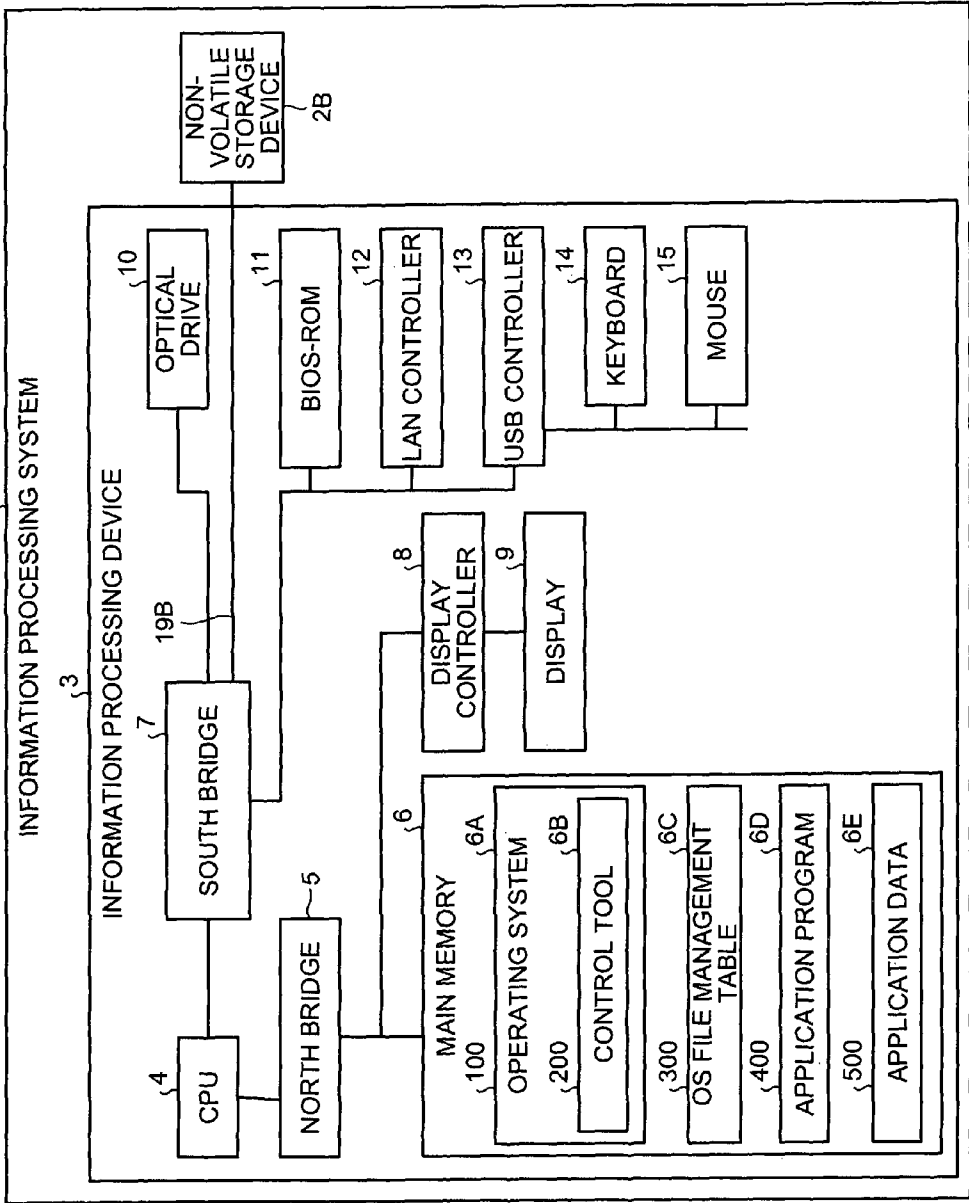 INFORMATION PROCESSING SYSTEM
3
INFORMATION PROCESSING DEVICE
4
CPU
7
SOUTH BRIDGE
19B
10
OPTICAL
DRIVE
NON-
VOLATILE
STORAGE
DEVICE
2B
5
NORTH BRIDGE
11
BIOS-ROM
6
MAIN MEMORY
100
6A
OPERATING SYSTEM
200
6B
CONTROL TOOL
300
6C
OS FILE MANAGEMENT
TABLE
400
6D
APPLICATION PROGRAM
500
6E
APPLICATION DATA
8
DISPLAY
CONTROLLER
9
DISPLAY
12
LAN CONTROLLER
13
USB CONTROLLER
14
KEYBOARD
15
MOUSE